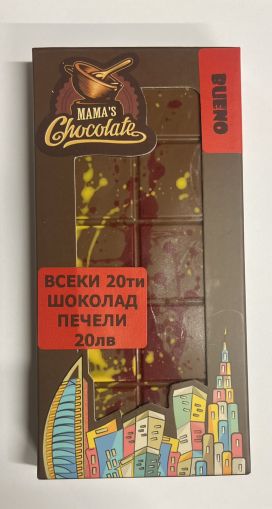 MAMA'S
Chocolate
BUENO
ВСЕКИ 20ти
ШОКОЛАД
ПЕЧЕЛИ
20лв